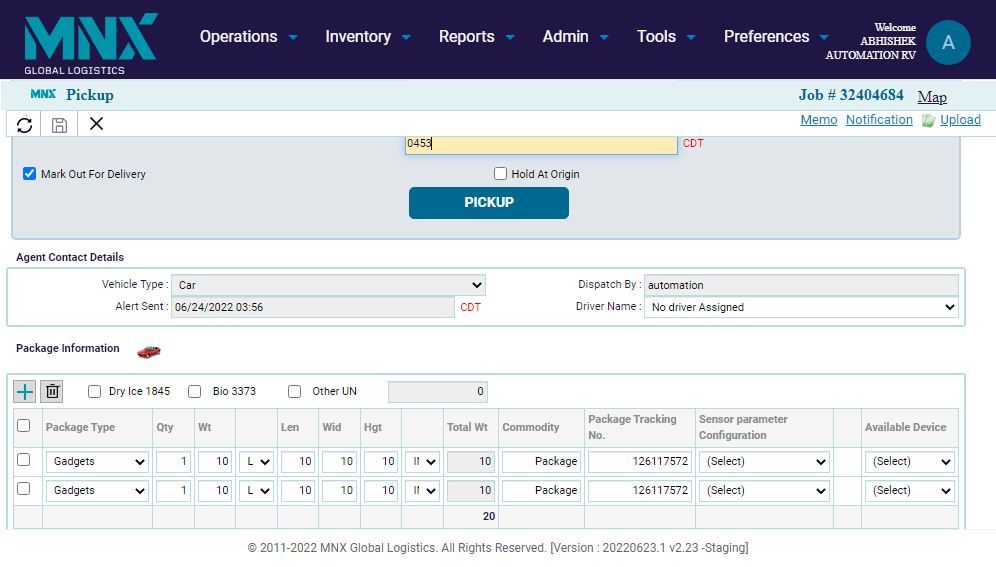 MNX
GLOBAL LOGISTICS
Operations Inventory Reports Admin Tools Preferences
Welcome
ABHISHEK
AUTOMATION RV
A
MNX Pickup Job # 32404684 Map
Memo Notification Upload
0453 CDT
Mark Out For Delivery Hold At Origin
PICKUP
Agent Contact Details
Vehicle Type : Car Dispatch By : automation
Alert Sent : 06/24/2022 03:56 CDT Driver Name : No driver Assigned
Package Information
Dry Ice 1845 Bio 3373 Other UN 0
Package Type Qty Wt Len Wid Hgt Total Wt Commodity Package Tracking No. Sensor parameter Configuration Available Device
Gadgets 1 10 L 10 10 10 10 Package 126117572 (Select) (Select)
Gadgets 1 10 L 10 10 10 10 Package 126117572 (Select) (Select)
20
© 2011-2022 MNX Global Logistics. All Rights Reserved. [Version : 20220623.1 v2.23 -Staging]